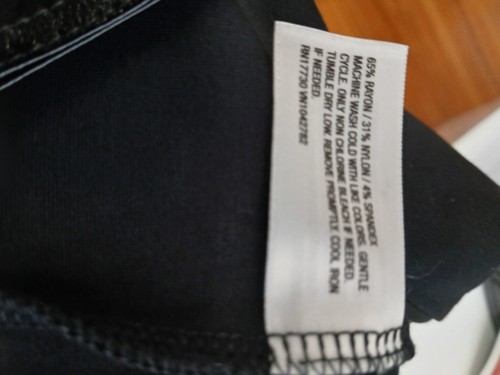 65% RAYON / 31% NYLON / 4% SPANDEX
MACHINE WASH COLD WITH LIKE COLORS. GENTLE
CYCLE. ONLY NON CHLORINE BLEACH IF NEEDED.
TUMBLE DRY LOW. REMOVE PROMPTLY. COOL IRON
IF NEEDED.
RN17730 VN1042782